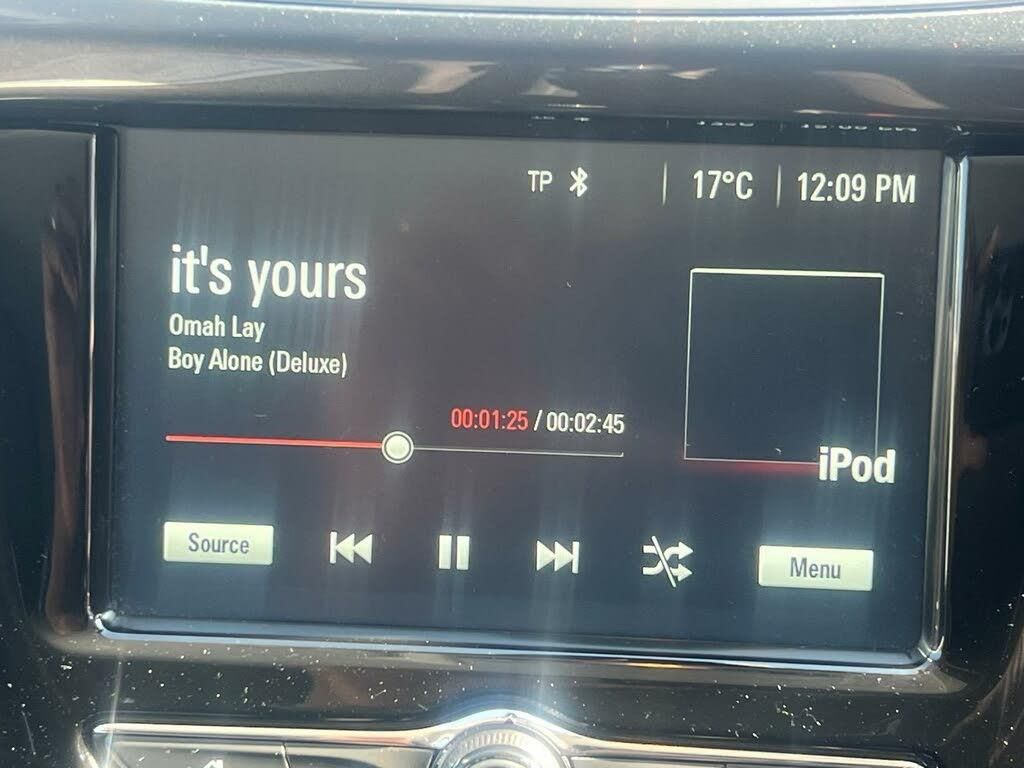 TP 17°C 12:09 PM
it's yours
Omah Lay
Boy Alone (Deluxe)
00:01:25 / 00:02:45
iPod
Source
Menu